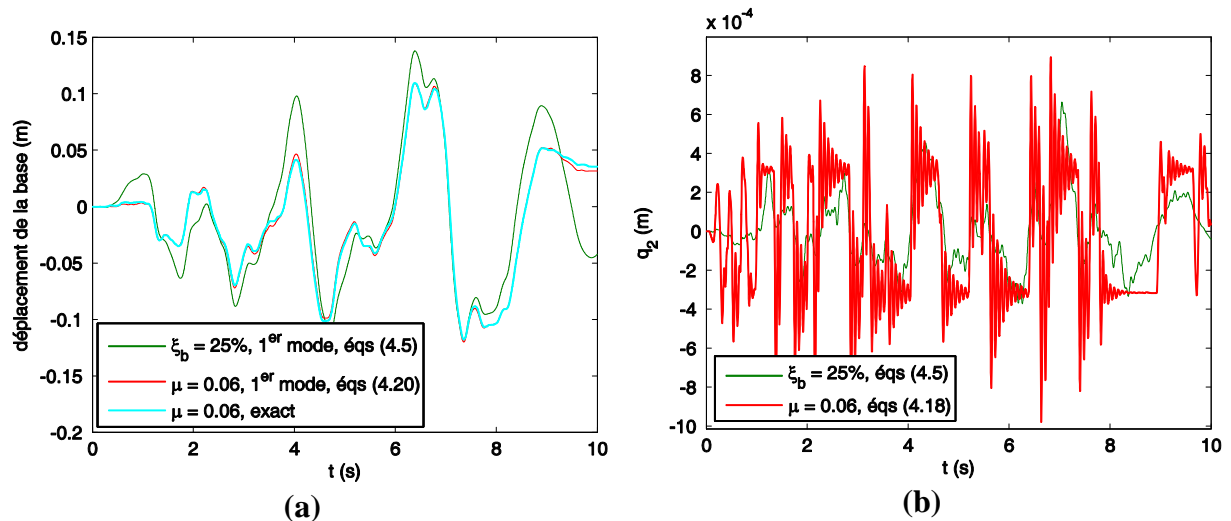 0.15
0.1
0.05
0
-0.05
-0.1
-0.15
-0.2
déplacement de la base (m)
ξb = 25%, 1er mode, éqs (4.5)
μ = 0.06, 1er mode, éqs (4.20)
μ = 0.06, exact
0 2 4 6 8 10
t (s)
(a)
x 10-4
8
6
4
2
0
-2
-4
-6
-8
-10
q2 (m)
ξb = 25%, éqs (4.5)
μ = 0.06, éqs (4.18)
0 2 4 6 8 10
t (s)
(b)